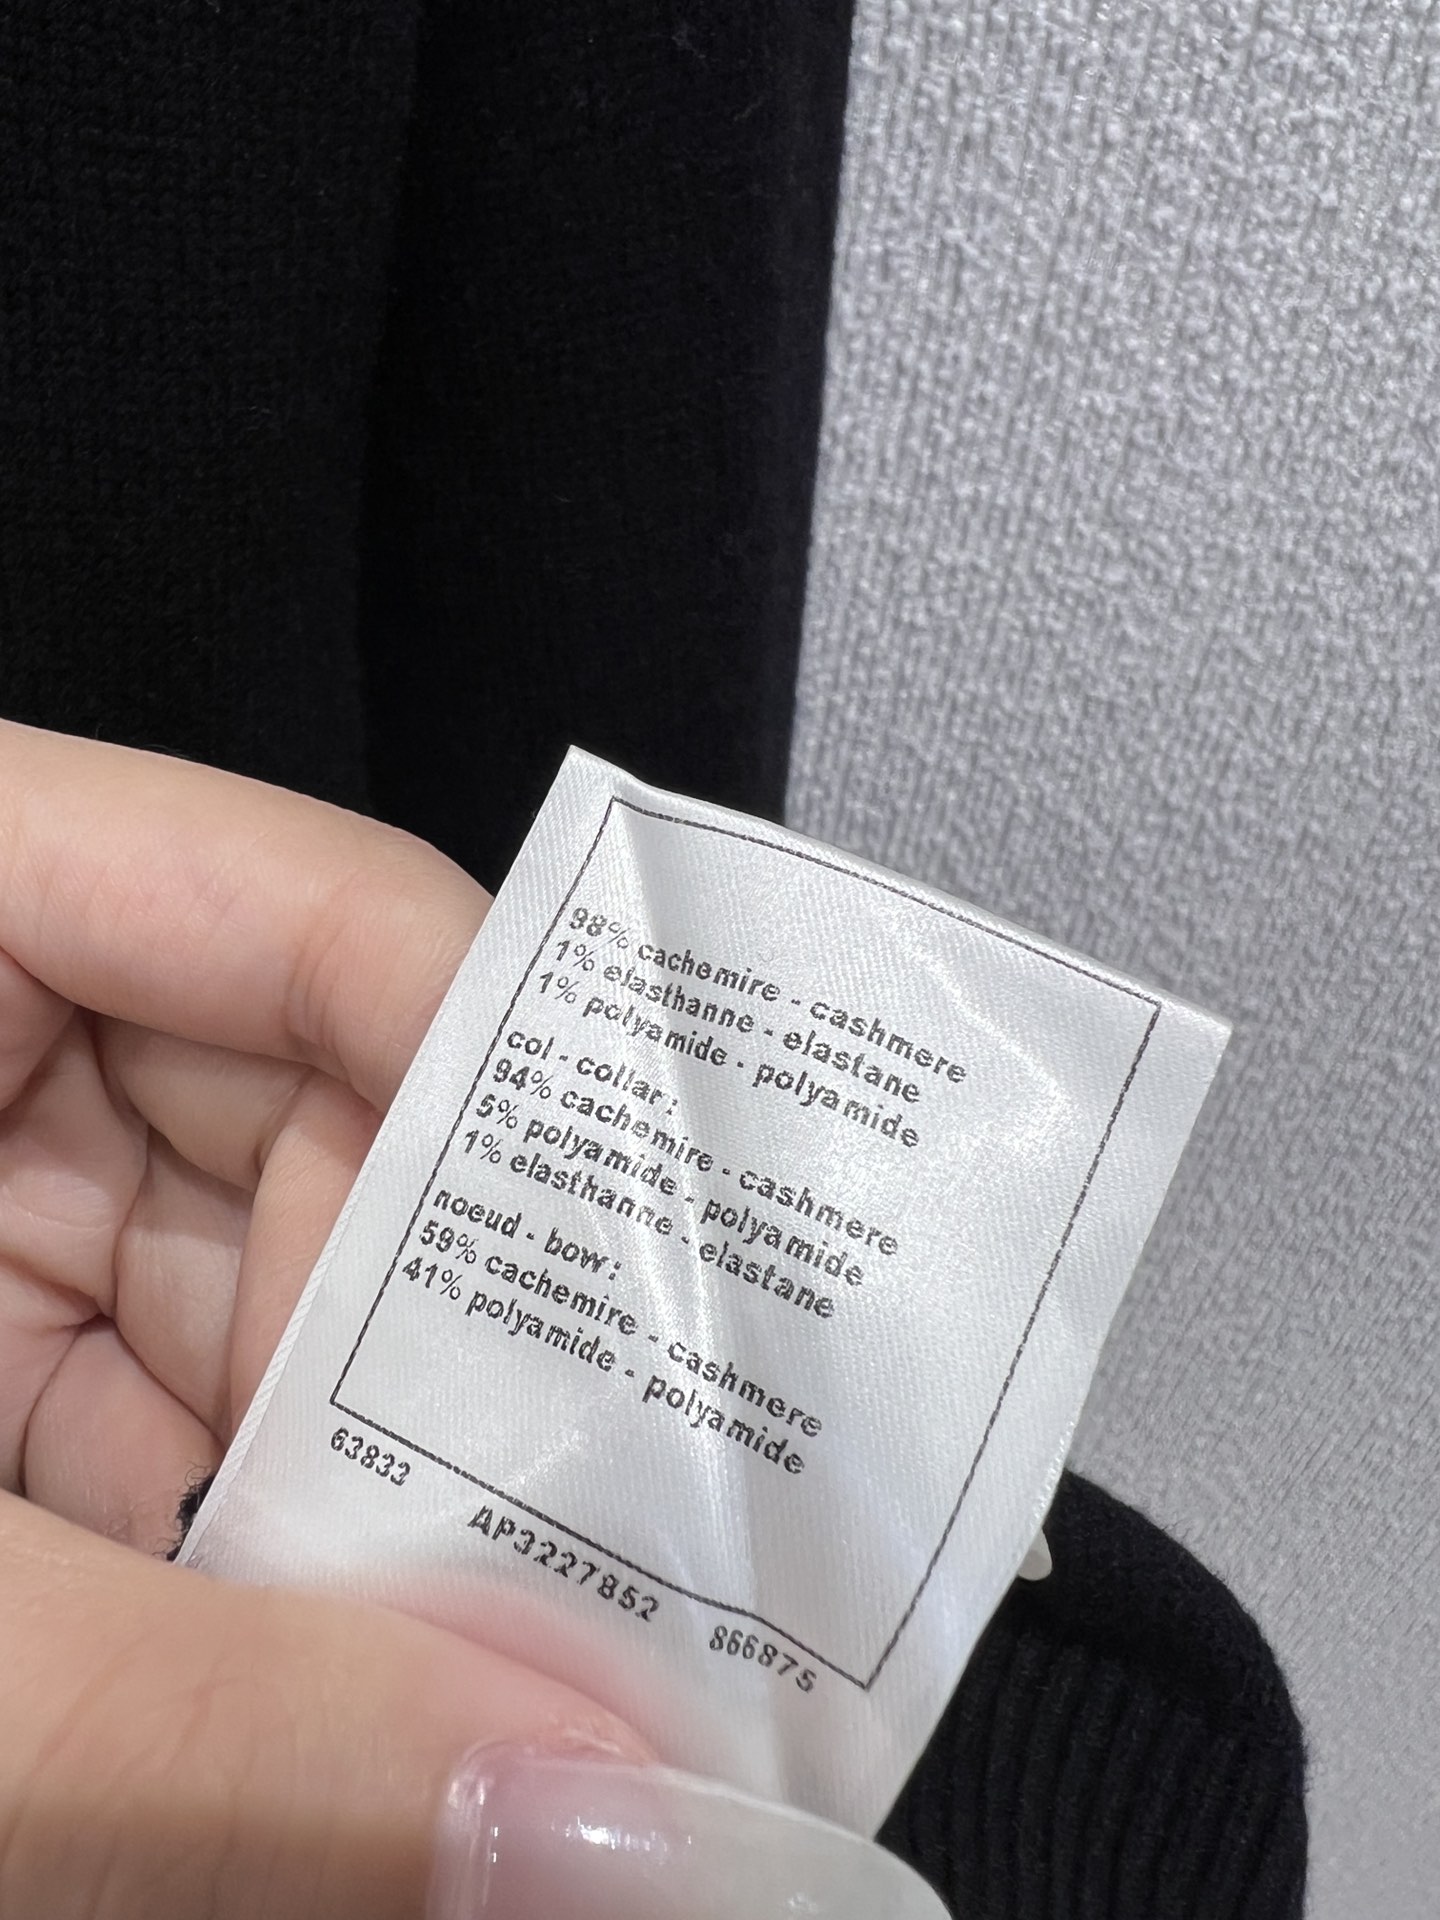 98% cachemire - cashmere
1% elasthanne - elastane
1% polyamide - polyamide
col - collar:
94% cachemire - cashmere
5% polyamide - polyamide
1% elasthanne - elastane
noeud - bow:
59% cachemire - cashmere
41% polyamide - polyamide
63833 AP3227852 866875